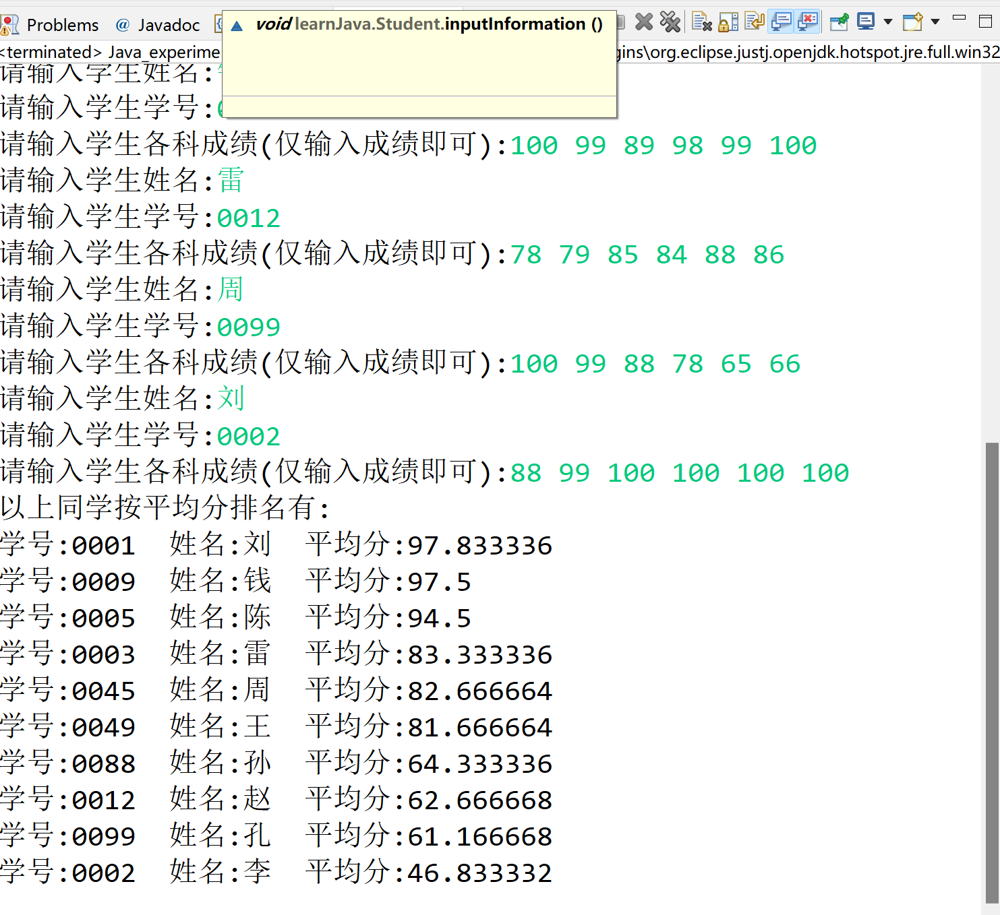 Problems @ Javadoc
void learnJava.Student.inputInformation ()
<terminated> Java_experime
gins\org.eclipse.justj.openjdk.hotspot.jre.full.win32
请输入学生姓名:
请输入学生学号:
请输入学生各科成绩(仅输入成绩即可):100 99 89 98 99 100
请输入学生姓名:雷
请输入学生学号:0012
请输入学生各科成绩(仅输入成绩即可):78 79 85 84 88 86
请输入学生姓名:周
请输入学生学号:0099
请输入学生各科成绩(仅输入成绩即可):100 99 88 78 65 66
请输入学生姓名:刘
请输入学生学号:0002
请输入学生各科成绩(仅输入成绩即可):88 99 100 100 100 100
以上同学按平均分排名有:
学号:0001 姓名:刘 平均分:97.833336
学号:0009 姓名:钱 平均分:97.5
学号:0005 姓名:陈 平均分:94.5
学号:0003 姓名:雷 平均分:83.333336
学号:0045 姓名:周 平均分:82.666664
学号:0049 姓名:王 平均分:81.666664
学号:0088 姓名:孙 平均分:64.333336
学号:0012 姓名:赵 平均分:62.666668
学号:0099 姓名:孔 平均分:61.166668
学号:0002 姓名:李 平均分:46.833332